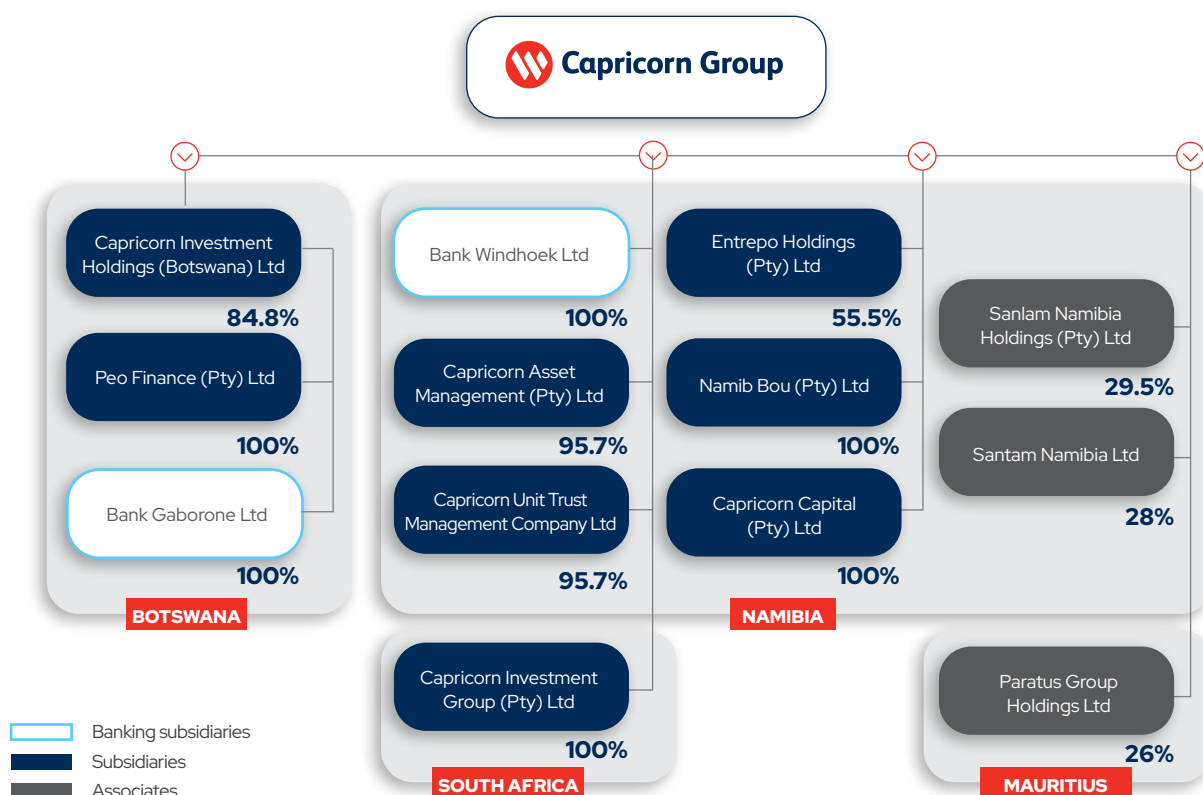 Capricorn Group
Capricorn Investment
Holdings (Botswana) Ltd
84.8%
Peo Finance (Pty) Ltd
100%
Bank Gaborone Ltd
100%
BOTSWANA
Bank Windhoek Ltd
100%
Capricorn Asset
Management (Pty) Ltd
95.7%
Capricorn Unit Trust
Management Company Ltd
95.7%
Entrepo Holdings
(Pty) Ltd
55.5%
Namib Bou (Pty) Ltd
100%
Capricorn Capital
(Pty) Ltd
100%
Sanlam Namibia
Holdings (Pty) Ltd
29.5%
Santam Namibia Ltd
28%
NAMIBIA
Capricorn Investment
Group (Pty) Ltd
100%
SOUTH AFRICA
Paratus Group
Holdings Ltd
26%
MAURITIUS
Banking subsidiaries
Subsidiaries
Associates